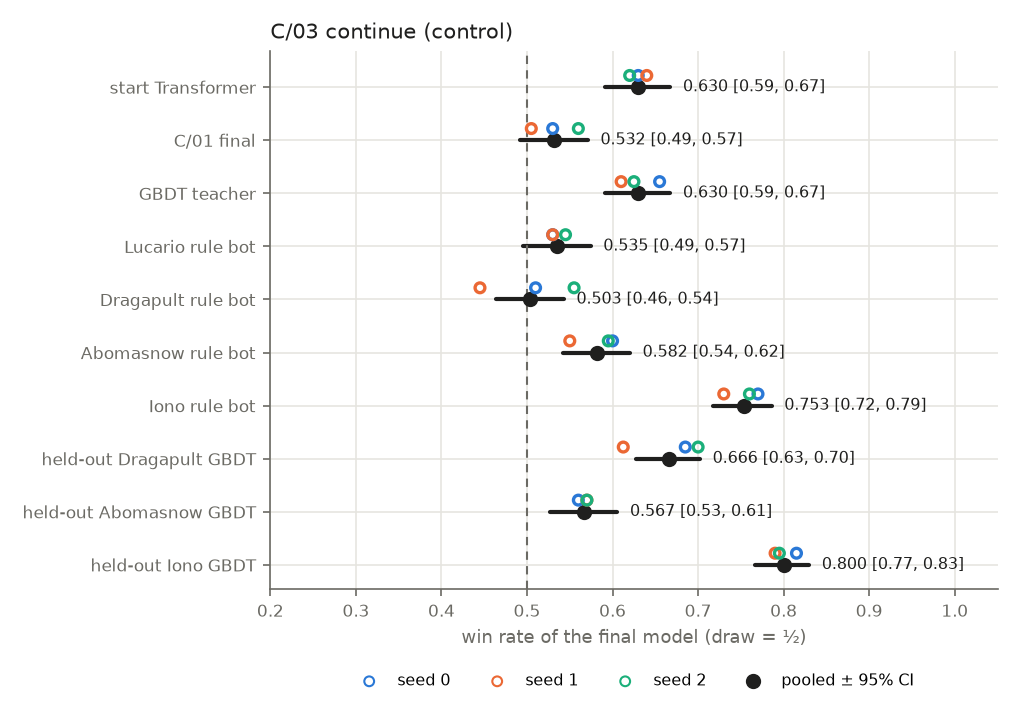 C/03 continue (control)
start Transformer
0.630 [0.59, 0.67]
C/01 final
0.532 [0.49, 0.57]
GBDT teacher
0.630 [0.59, 0.67]
Lucario rule bot
0.535 [0.49, 0.57]
Dragapult rule bot
0.503 [0.46, 0.54]
Abomasnow rule bot
0.582 [0.54, 0.62]
Iono rule bot
0.753 [0.72, 0.79]
held-out Dragapult GBDT
0.666 [0.63, 0.70]
held-out Abomasnow GBDT
0.567 [0.53, 0.61]
held-out Iono GBDT
0.800 [0.77, 0.83]
0.2 0.3 0.4 0.5 0.6 0.7 0.8 0.9 1.0
win rate of the final model (draw = ½)
seed 0 seed 1 seed 2 pooled ± 95% CI